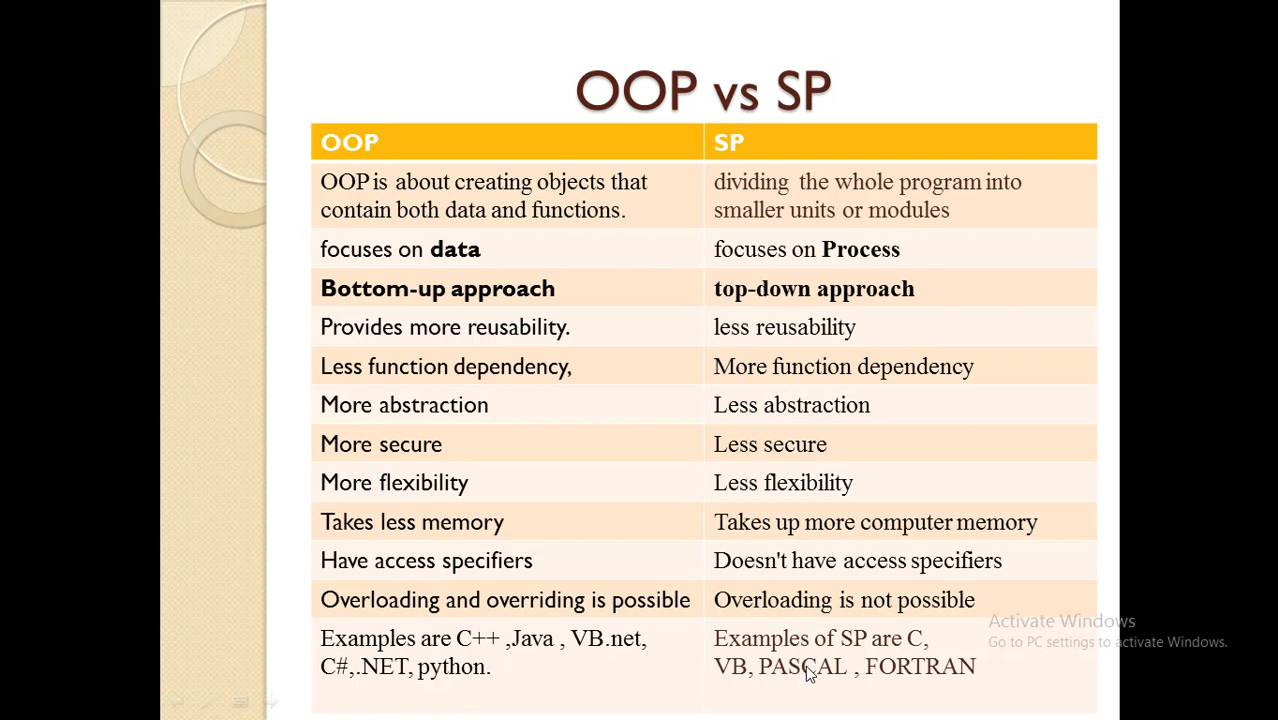 OOP vs SP
OOP
SP
OOP is about creating objects that
contain both data and functions.
dividing the whole program into
smaller units or modules
focuses on data
focuses on Process
Bottom-up approach
top-down approach
Provides more reusability.
less reusability
Less function dependency,
More function dependency
More abstraction
Less abstraction
More secure
Less secure
More flexibility
Less flexibility
Takes less memory
Takes up more computer memory
Have access specifiers
Doesn't have access specifiers
Overloading and overriding is possible
Overloading is not possible
Examples are C++ ,Java , VB.net,
C#,.NET, python.
Examples of SP are C,
VB, PASCAL , FORTRAN
Activate Windows
Go to PC settings to activate Windows.